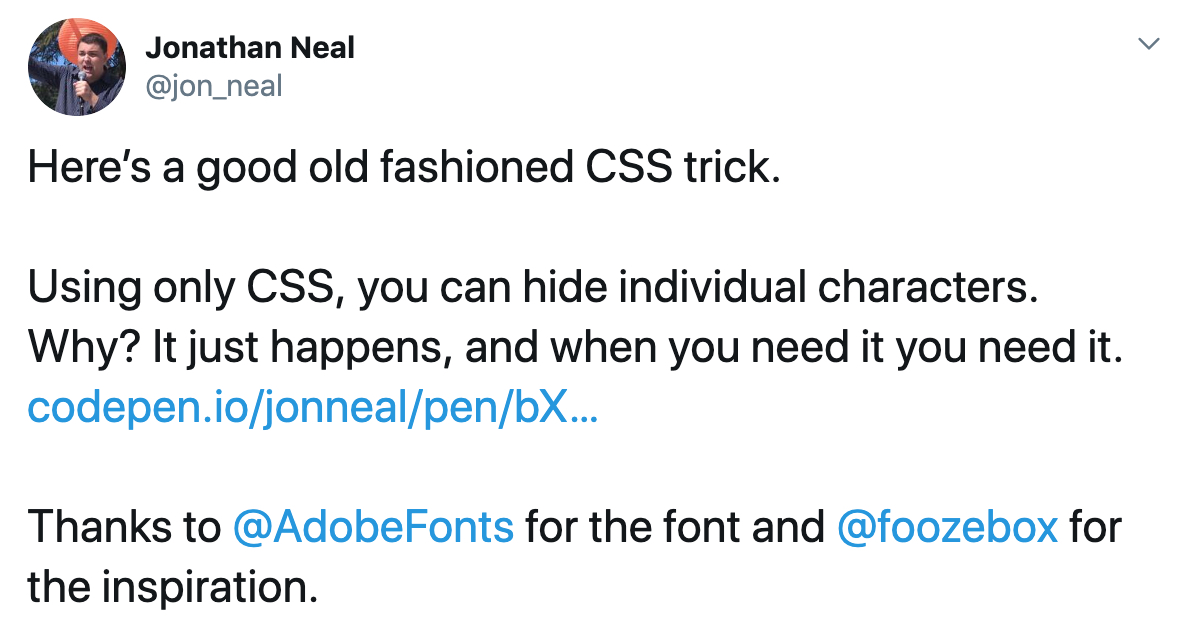 Jonathan Neal
@jon_neal
Here’s a good old fashioned CSS trick.
Using only CSS, you can hide individual characters.
Why? It just happens, and when you need it you need it.
codepen.io/jonneal/pen/bX…
Thanks to @AdobeFonts for the font and @foozebox for
the inspiration.